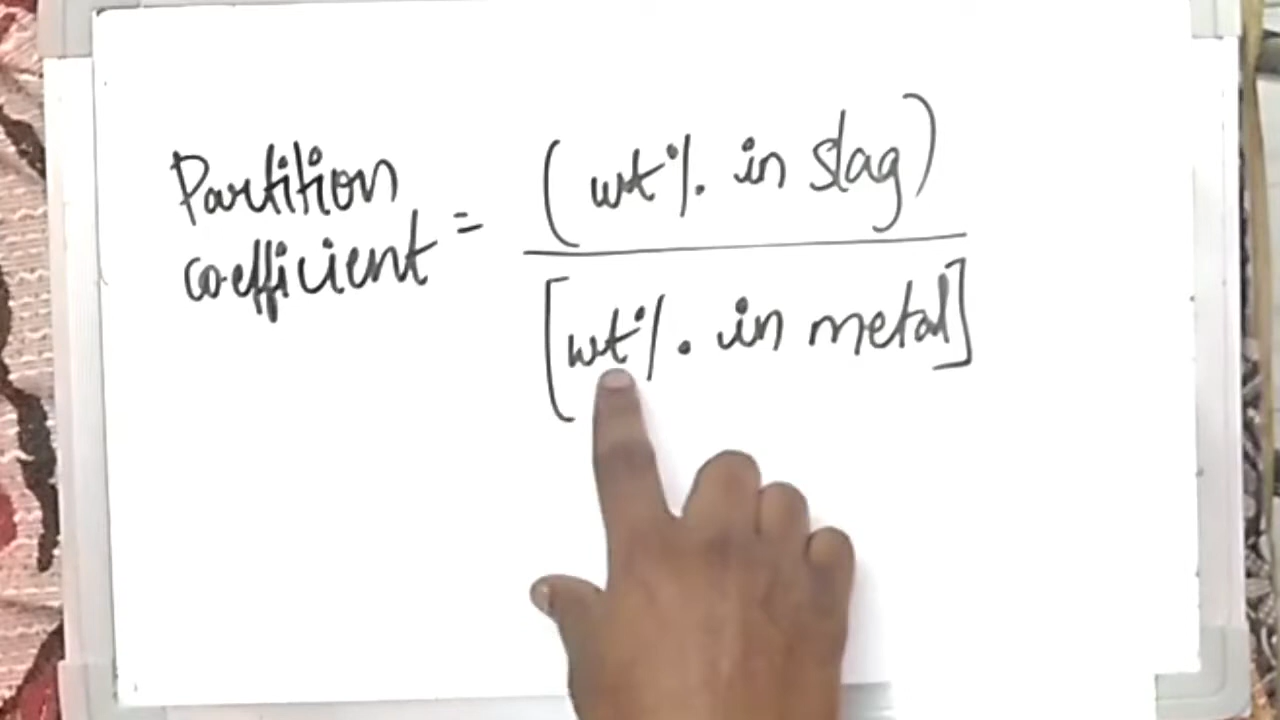 Partition
coefficient =
(wt%. in slag)
[wt%. in metal]